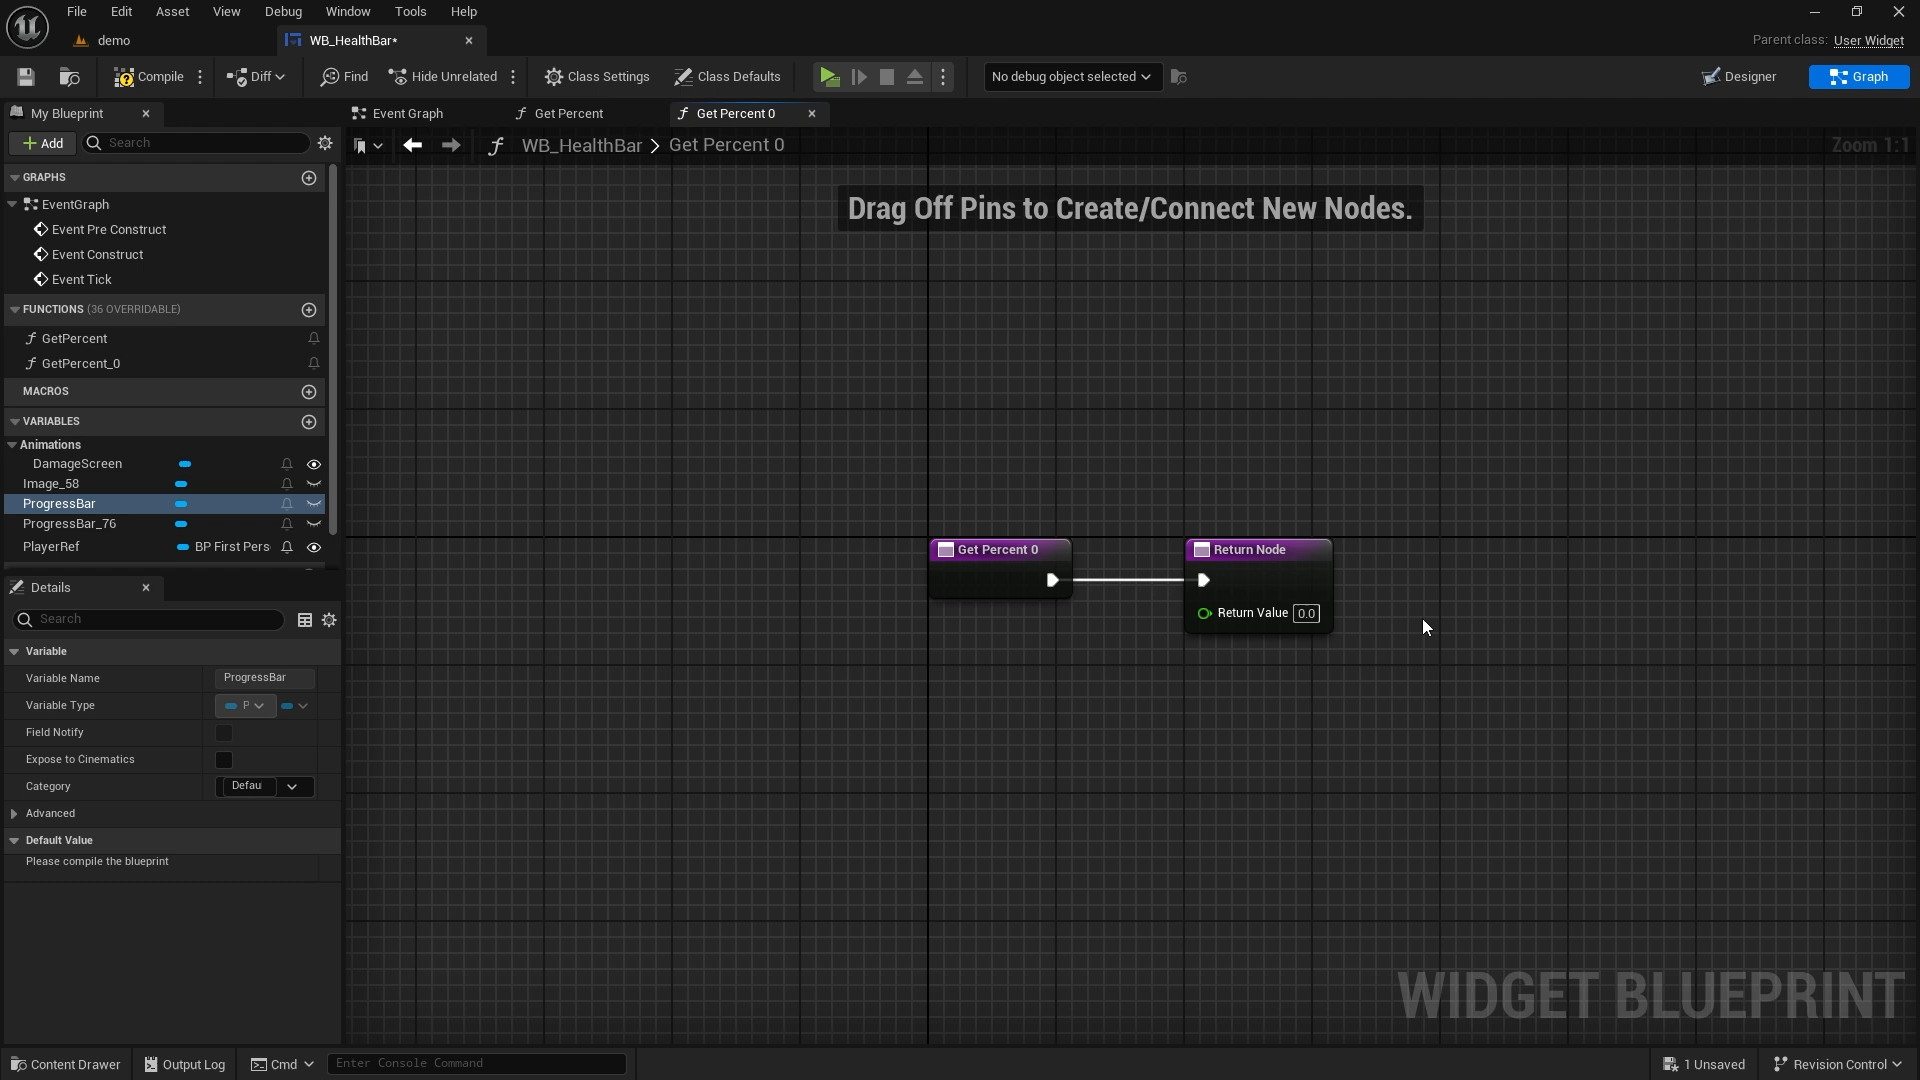 File Edit Asset View Debug Window Tools Help
demo
WB_HealthBar*
Parent class: User Widget
Compile
Diff
Find
Hide Unrelated
Class Settings
Class Defaults
No debug object selected
Designer
Graph
My Blueprint
Event Graph
Get Percent
Get Percent 0
Add
Search
WB_HealthBar > Get Percent 0
Zoom 1:1
GRAPHS
EventGraph
Event Pre Construct
Event Construct
Event Tick
FUNCTIONS (36 OVERRIDABLE)
GetPercent
GetPercent_0
MACROS
VARIABLES
Animations
DamageScreen
Image_58
ProgressBar
ProgressBar_76
PlayerRef BP First Pers
Drag Off Pins to Create/Connect New Nodes.
Get Percent 0
Return Node
Return Value 0.0
Details
Search
Variable
Variable Name ProgressBar
Variable Type P
Field Notify
Expose to Cinematics
Category Defau
Advanced
Default Value
Please compile the blueprint
WIDGET BLUEPRINT
Content Drawer
Output Log
Cmd
Enter Console Command
1 Unsaved
Revision Control